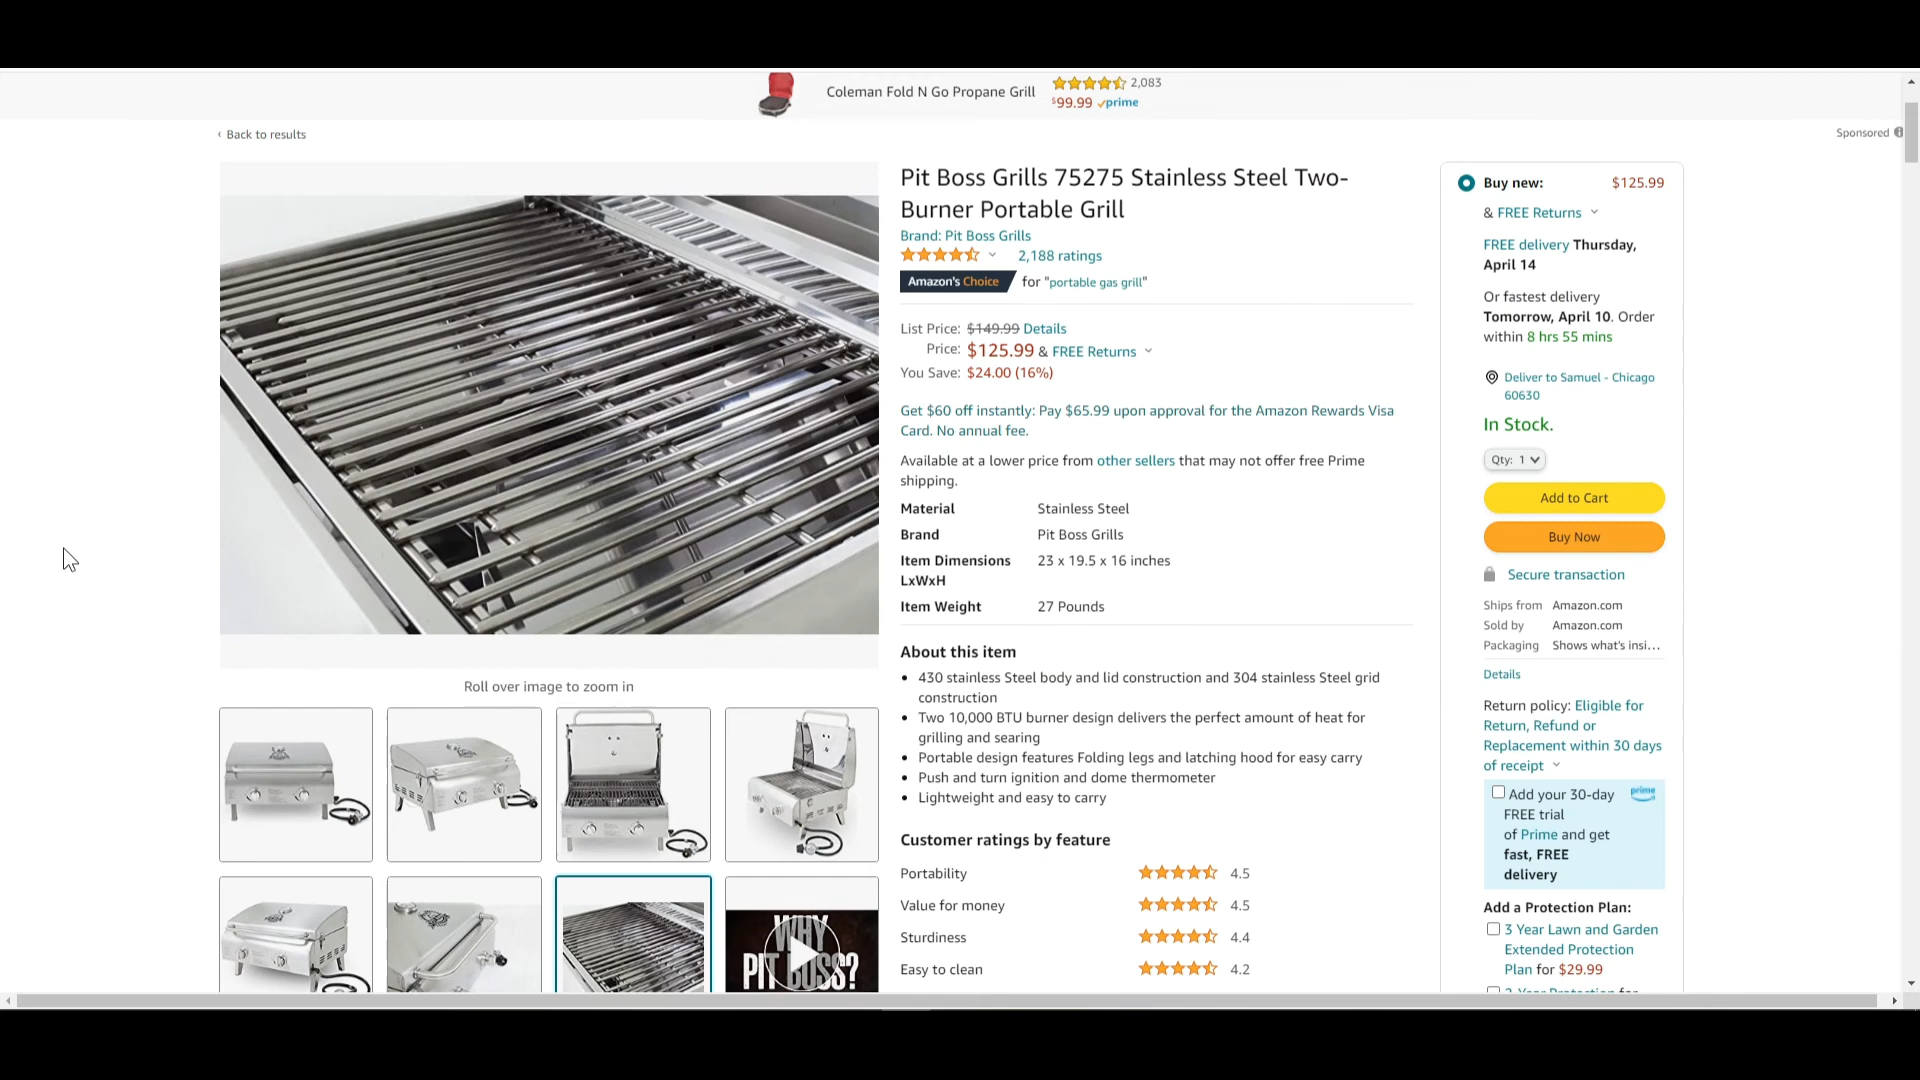 Coleman Fold N Go Propane Grill
2,083
$99.99 prime
‹ Back to results
Sponsored
Pit Boss Grills 75275 Stainless Steel Two-
Burner Portable Grill
Brand: Pit Boss Grills
2,188 ratings
Amazon's Choice for "portable gas grill"
List Price: $149.99 Details
Price: $125.99 & FREE Returns
You Save: $24.00 (16%)
Get $60 off instantly: Pay $65.99 upon approval for the Amazon Rewards Visa
Card. No annual fee.
Available at a lower price from other sellers that may not offer free Prime
shipping.
Material Stainless Steel
Brand Pit Boss Grills
Item Dimensions 23 x 19.5 x 16 inches
LxWxH
Item Weight 27 Pounds
About this item
• 430 stainless Steel body and lid construction and 304 stainless Steel grid
construction
• Two 10,000 BTU burner design delivers the perfect amount of heat for
grilling and searing
• Portable design features Folding legs and latching hood for easy carry
• Push and turn ignition and dome thermometer
• Lightweight and easy to carry
Customer ratings by feature
Portability 4.5
Value for money 4.5
Sturdiness 4.4
Easy to clean 4.2
Roll over image to zoom in
WHY
PIT BOSS?
Buy new: $125.99
& FREE Returns
FREE delivery Thursday,
April 14
Or fastest delivery
Tomorrow, April 10. Order
within 8 hrs 55 mins
Deliver to Samuel - Chicago
60630
In Stock.
Qty: 1
Add to Cart
Buy Now
Secure transaction
Ships from Amazon.com
Sold by Amazon.com
Packaging Shows what's insi...
Details
Return policy: Eligible for
Return, Refund or
Replacement within 30 days
of receipt
Add your 30-day prime
FREE trial
of Prime and get
fast, FREE
delivery
Add a Protection Plan:
3 Year Lawn and Garden
Extended Protection
Plan for $29.99